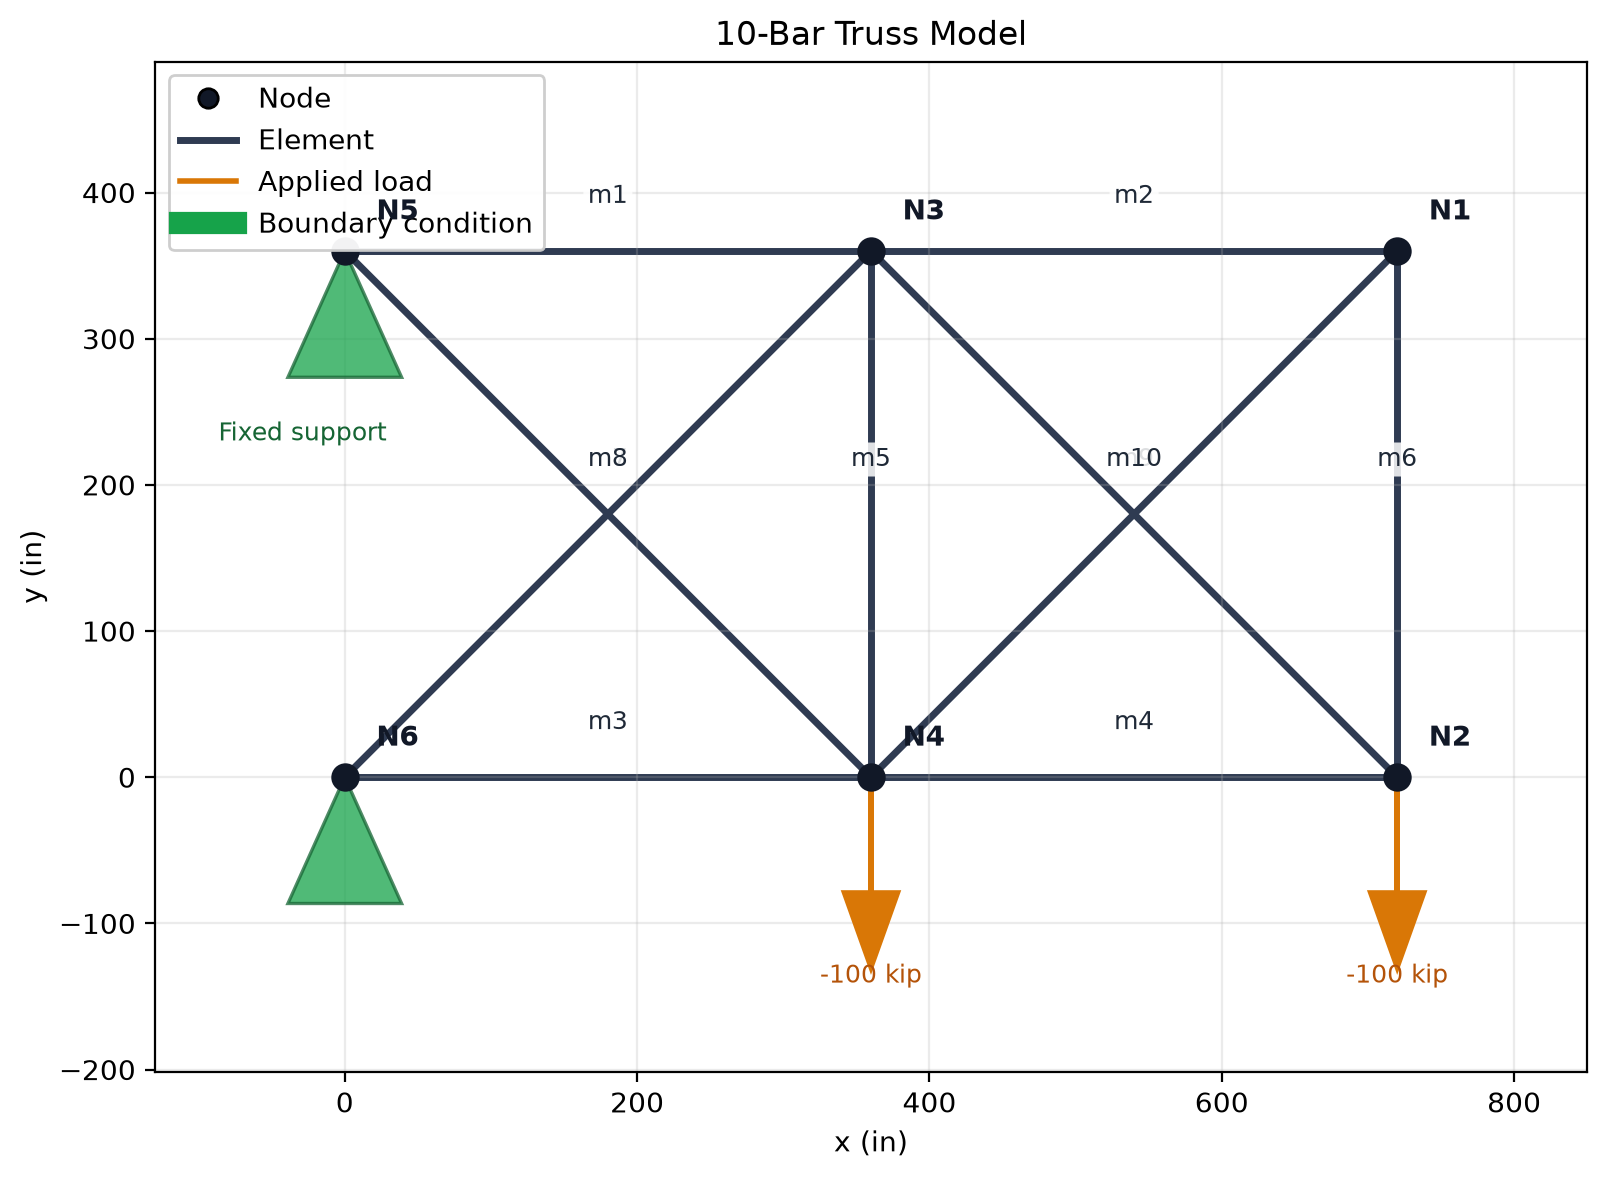 10-Bar Truss Model
Node
Element
Applied load
Boundary condition
m1
m2
N5
N3
N1
Fixed support
m8
m5
m10
m6
m3
m4
N6
N4
N2
-100 kip
-100 kip
400
300
200
100
0
−100
−200
y (in)
0
200
400
600
800
x (in)